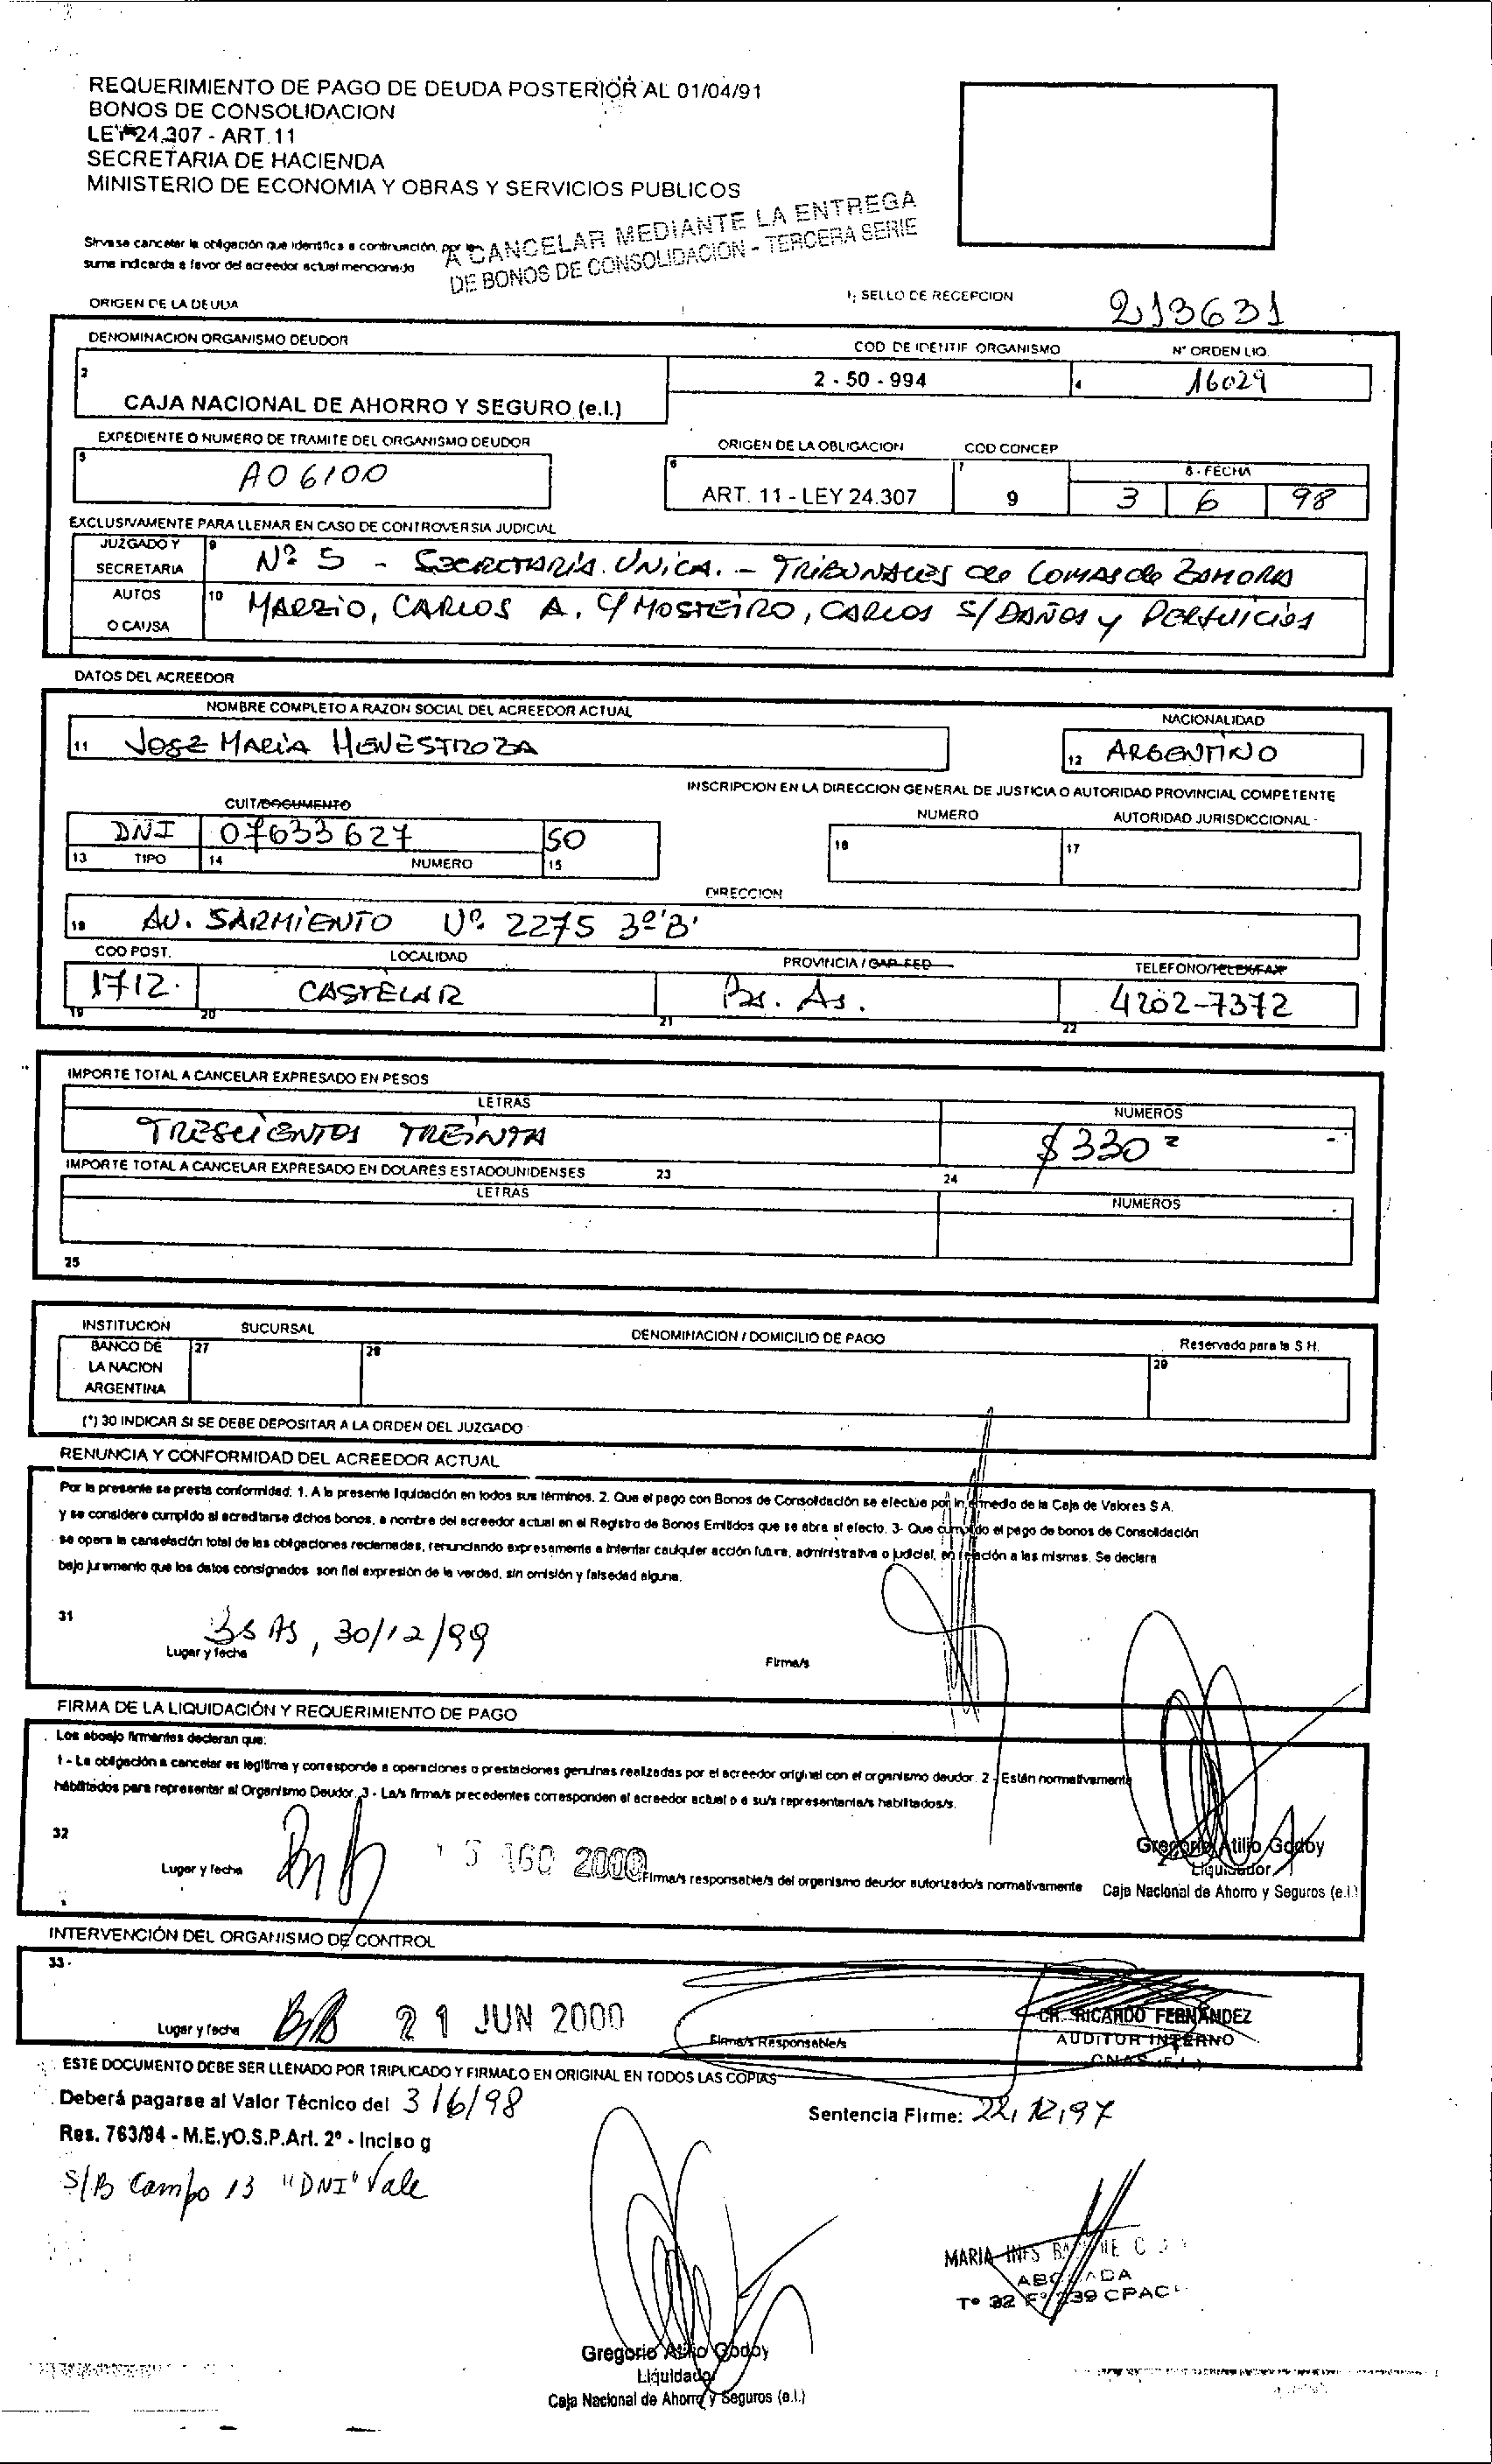 REQUERIMIENTO DE PAGO DE DEUDA POSTERIOR AL 01/04/91
BONOS DE CONSOLIDACION
LEY 24.307 - ART. 11
SECRETARIA DE HACIENDA
MINISTERIO DE ECONOMIA Y OBRAS Y SERVICIOS PUBLICOS
Sirvase cancelar la obligación que identifica a continuación, por la
suma indicada a favor del acreedor actual mencionado
A CANCELAR MEDIANTE LA ENTREGA
DE BONOS DE CONSOLIDACION - TERCERA SERIE
1; SELLO DE RECEPCION
213631
ORIGEN DE LA DEUDA
DENOMINACION ORGANISMO DEUDOR
COD DE IDENTIF ORGANISMO
N° ORDEN LIQ.
2
CAJA NACIONAL DE AHORRO Y SEGURO (e.l.)
2 - 50 - 994
4 16029
EXPEDIENTE O NUMERO DE TRAMITE DEL ORGANISMO DEUDOR
ORIGEN DE LA OBLIGACION
COD CONCEP
5 A06100
6 ART. 11 - LEY 24.307
7 9
8 - FECHA
3 6 98
EXCLUSIVAMENTE PARA LLENAR EN CASO DE CONTROVERSIA JUDICIAL
JUZGADO Y
SECRETARIA
9 Nº 5 - SECRETARÍA. UNICA. - TRIBUNALES de LOMAS de ZAMORA
AUTOS
O CAUSA
10 MARZIO, CARLOS A. C/ MOSTEIRO, CARLOS S/ DAÑOS y PERJUICIOS
DATOS DEL ACREEDOR
NOMBRE COMPLETO A RAZON SOCIAL DEL ACREEDOR ACTUAL
NACIONALIDAD
11 JOSE MARÍA HENESTROZA
12 ARGENTINO
INSCRIPCION EN LA DIRECCION GENERAL DE JUSTICIA O AUTORIDAD PROVINCIAL COMPETENTE
CUIT/DOCUMENTO
NUMERO
AUTORIDAD JURISDICCIONAL
DNI 07633627 SO
13 TIPO 14 NUMERO 15
16
17
DIRECCION
18 AV. SARMIENTO Nº 2275 3º'B'
COD POST.
LOCALIDAD
PROVINCIA / CAP FED
TELEFONO/TELEX/FAX
1712. CASTELAR Bs. As. 4202-7372
19 20 21 22
IMPORTE TOTAL A CANCELAR EXPRESADO EN PESOS
LETRAS
NUMEROS
TRESCIENTOS TREINTA
$ 330
IMPORTE TOTAL A CANCELAR EXPRESADO EN DOLARES ESTADOUNIDENSES 23 24
LETRAS
NUMEROS
25
INSTITUCION
SUCURSAL
DENOMINACION / DOMICILIO DE PAGO
Reservado para la S H.
BANCO DE
LA NACION
ARGENTINA
27
28
29
(*) 30 INDICAR SI SE DEBE DEPOSITAR A LA ORDEN DEL JUZGADO
RENUNCIA Y CONFORMIDAD DEL ACREEDOR ACTUAL
Por la presente se presta conformidad: 1. A la presente liquidación en todos sus términos. 2. Que el pago con Bonos de Consolidación se efectúe por intermedio de la Caja de Valores S A.
y se considere cumplido al acreditarse dichos bonos, a nombre del acreedor actual en el Registro de Bonos Emitidos que se abra al efecto. 3- Que cumplido el pago de bonos de Consolidación
se opera la canselación total de las obligaciones reclamadas, renunciando expresamente a intentar caulquier acción futura, administrativa o judicial, en relación a las mismas. Se declara
bajo juramento que los datos consignados son fiel expresión de la verdad, sin omisión y falsedad alguna.
31
BS AS, 30/12/99
Lugar y fecha
Firma/s
FIRMA DE LA LIQUIDACIÓN Y REQUERIMIENTO DE PAGO
Los abajo firmantes declaran que:
1 - La obligación a cancelar es legítima y corresponde a operaciones o prestaciones genuinas realizadas por el acreedor original con el organismo deudor. 2 - Están normativamente
habilitados para representar al Organismo Deudor. 3 - La/s firma/s precedentes corresponden al acreedor actual o a su/s representante/s habilitados/s.
32
Lugar y fecha
AGO 2000
Firma/s responsable/s del organismo deudor autorizado/s normativamente
Gregorio Atilio Godoy
Liquidador
Caja Nacional de Ahorro y Seguros (e.l.)
INTERVENCIÓN DEL ORGANISMO DE CONTROL
33 -
Lugar y fecha
21 JUN 2000
Firma/s Responsable/s
CR. RICARDO FERNANDEZ
AUDITOR INTERNO
CNAS (E.L.)
ESTE DOCUMENTO DEBE SER LLENADO POR TRIPLICADO Y FIRMADO EN ORIGINAL EN TODOS LAS COPIAS
Deberá pagarse al Valor Técnico del 3/6/98
Sentencia Firme: 22, 12, 97
Res. 763/94 - M.E.yO.S.P.Art. 2º - Inciso g
S/B Campo 13 "DNI" Vale
MARIA INES
ABOGADA
Tº 32 Fº 239 CPAC
Gregorio Atilio Godoy
Liquidador
Caja Nacional de Ahorro y Seguros (e.l.)